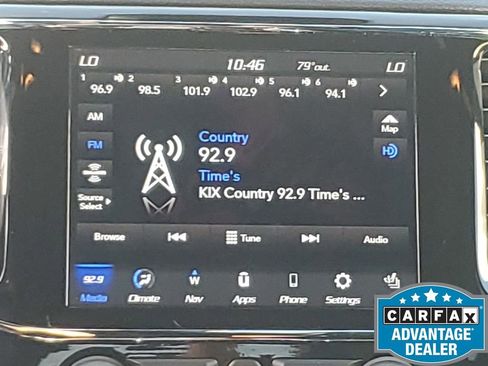 LO 10:46 79°out. LO
1 2 3 4 5 6
96.9 98.5 101.9 102.9 96.1 94.1
AM
Country
FM
92.9
Map
Time's
HD
KIX Country 92.9 Time's ...
Source
Select
Browse Tune Audio
92.9 W
Media Climate Nav Apps Phone Settings
CARFAX
ADVANTAGE
DEALER